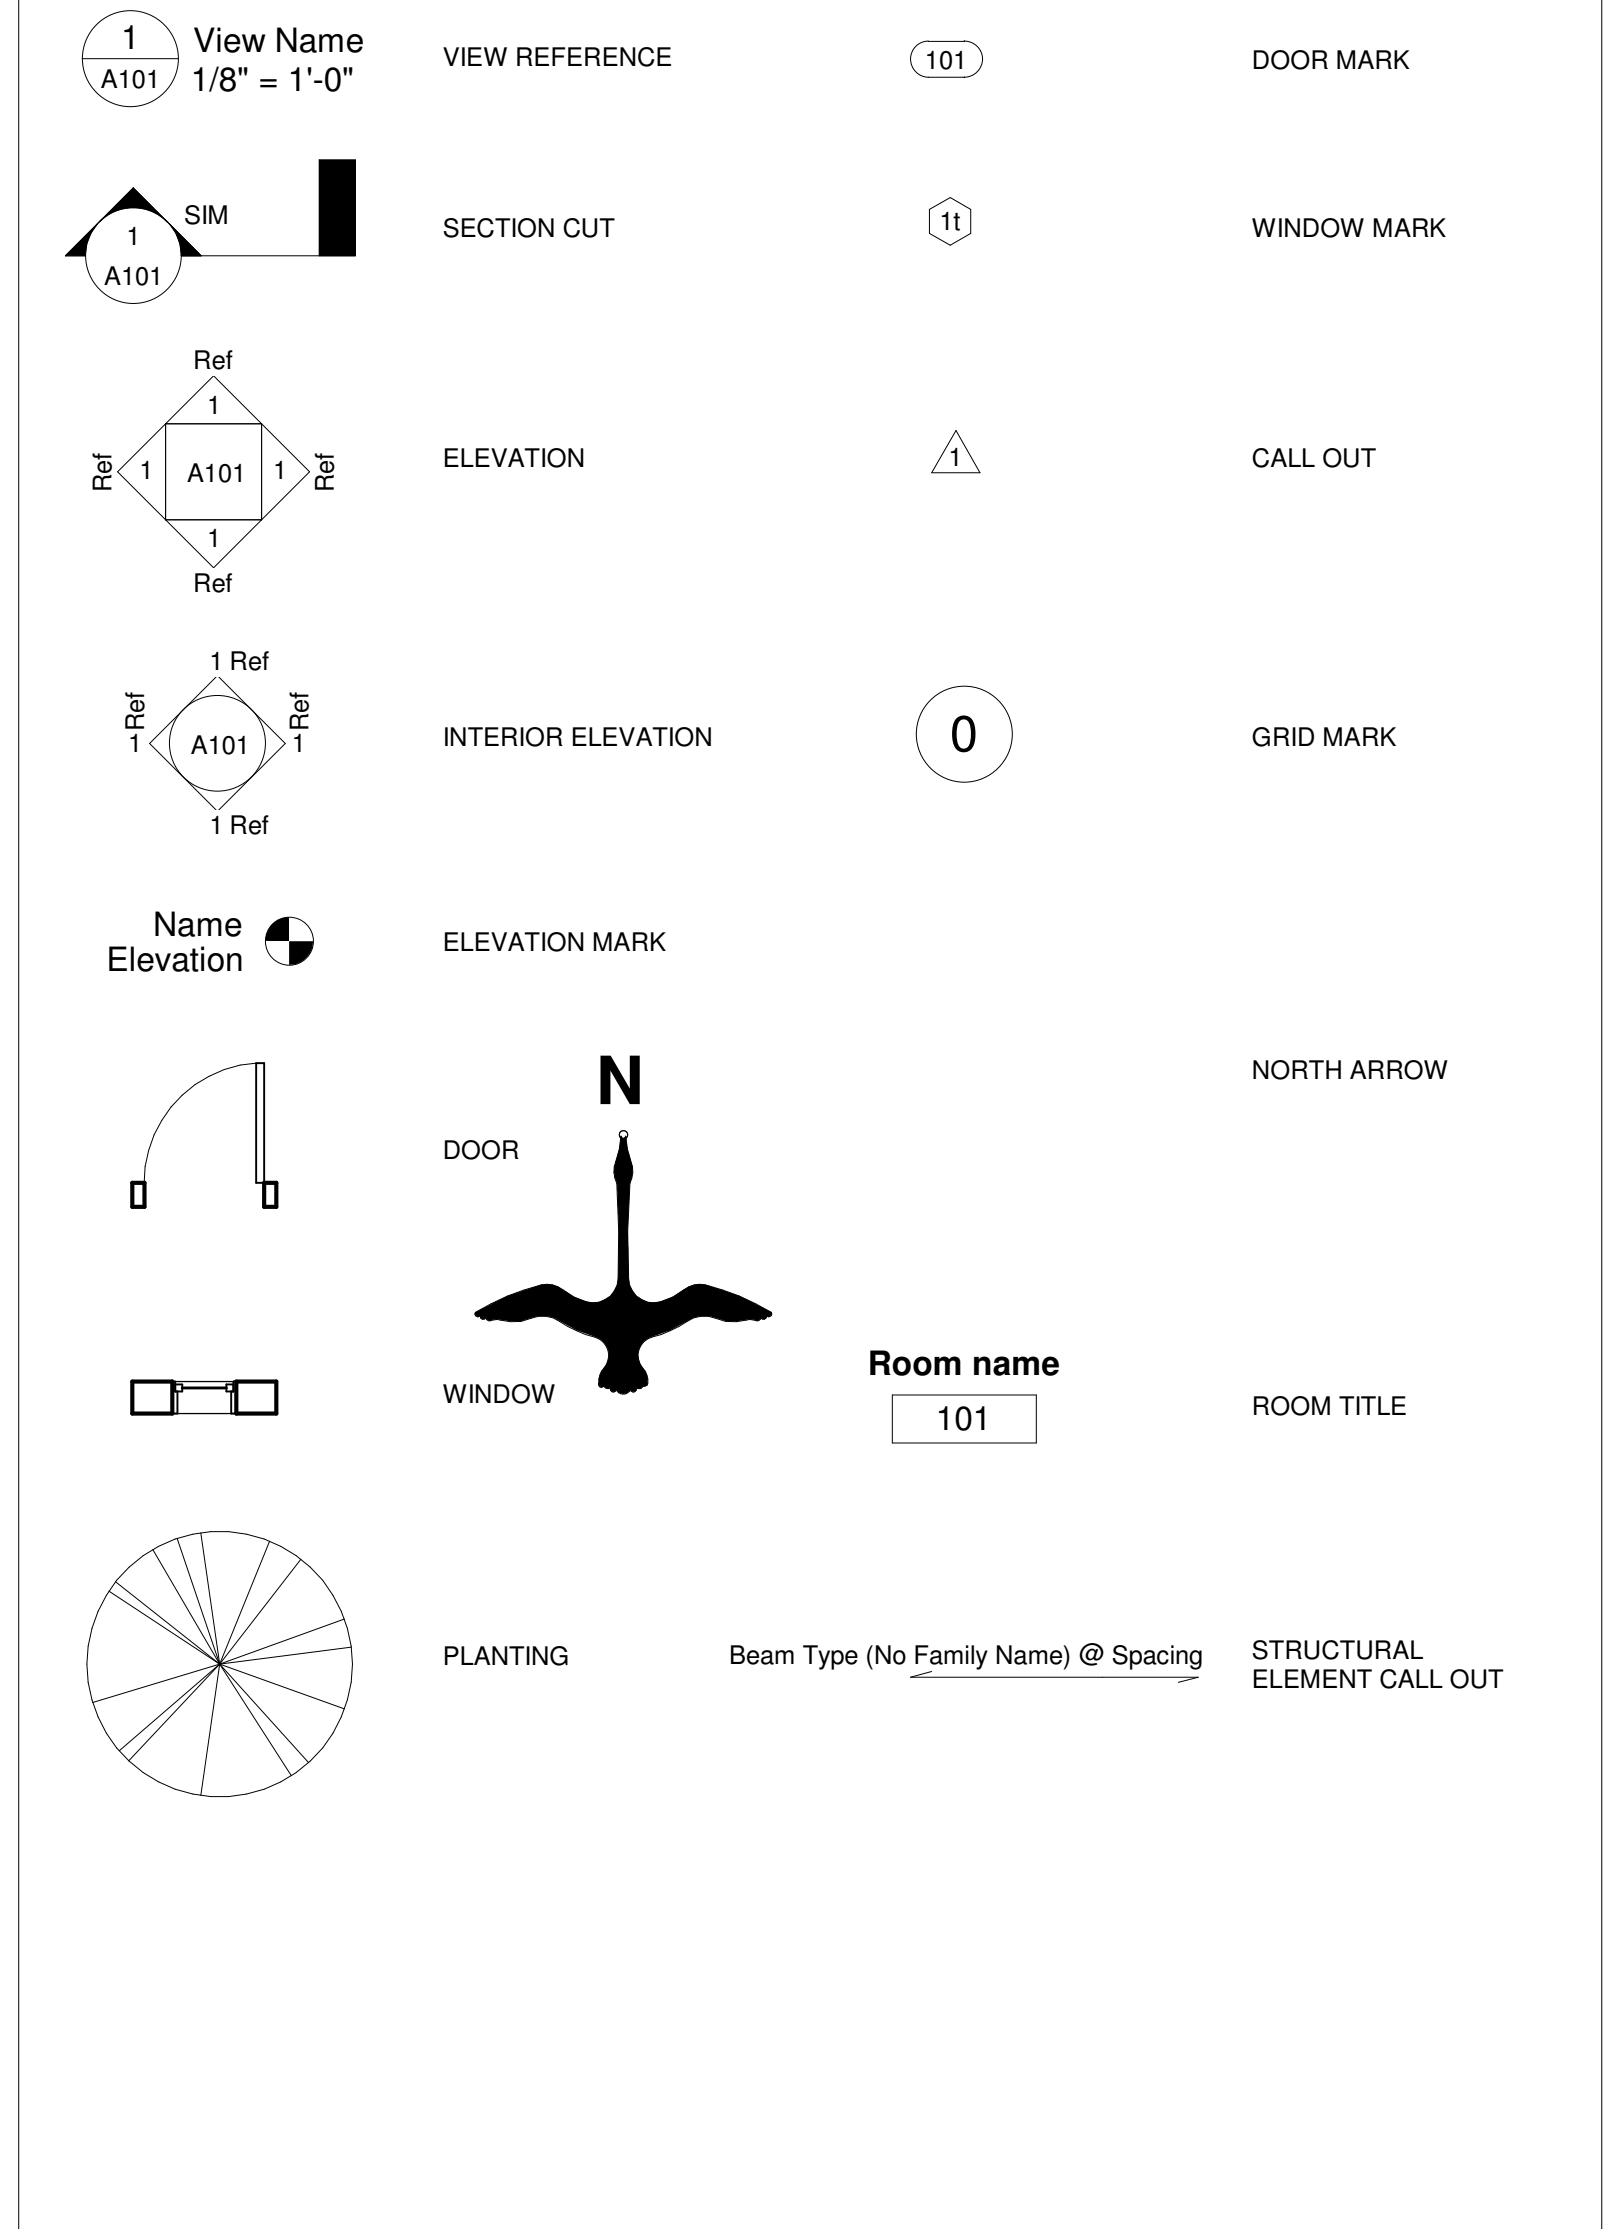 1
A101
View Name
1/8" = 1'-0"
VIEW REFERENCE
101
DOOR MARK
SIM
1
A101
SECTION CUT
1t
WINDOW MARK
Ref
1
Ref
1
A101
1
Ref
1
Ref
ELEVATION
1
CALL OUT
1 Ref
Ref
1
A101
Ref
1
1 Ref
INTERIOR ELEVATION
0
GRID MARK
Name
Elevation
ELEVATION MARK
N
NORTH ARROW
DOOR
WINDOW
Room name
101
ROOM TITLE
PLANTING
Beam Type (No Family Name) @ Spacing
STRUCTURAL
ELEMENT CALL OUT